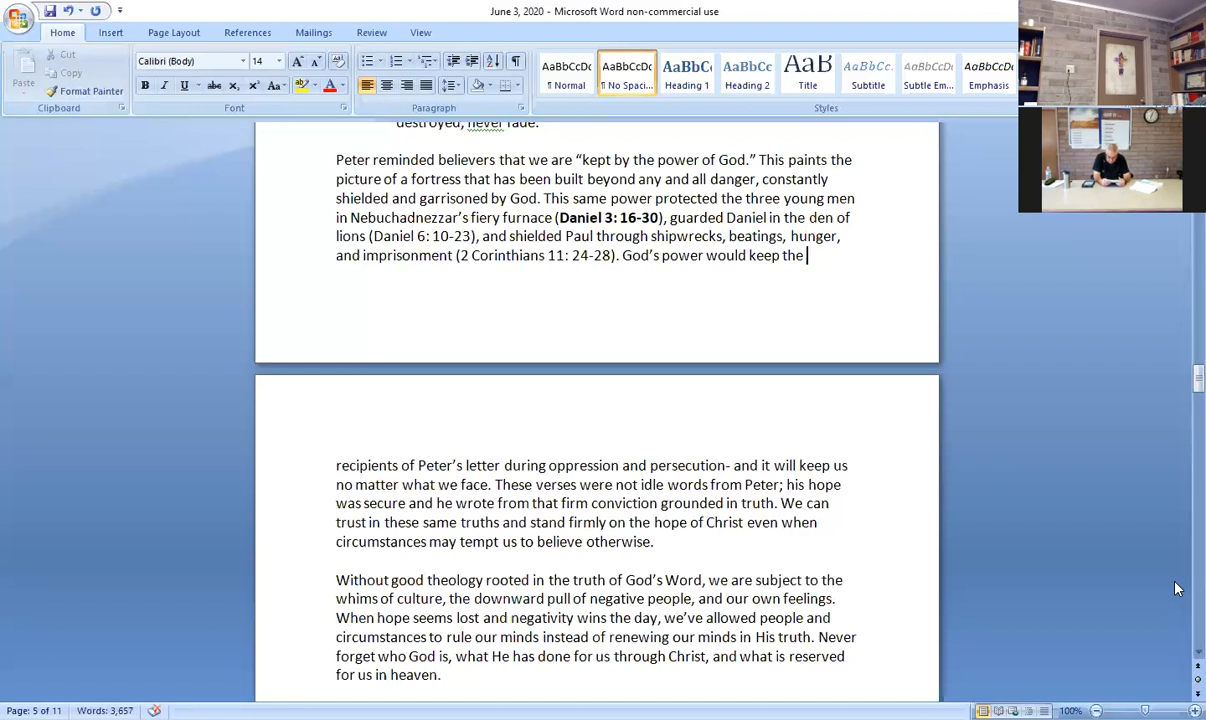 June 3, 2020 - Microsoft Word non-commercial use
Home Insert Page Layout References Mailings Review View
Cut
Copy
Paste
Format Painter
Calibri (Body) 14
B I U abc X₂ X² Aa
AaBbCcDc AaBbCcDc AaBbC AaBbCc AaB AaBbCcL AaBbCcDc AaBbCcDc
¶ Normal ¶ No Spaci... Heading 1 Heading 2 Title Subtitle Subtle Em... Emphasis
Clipboard Font Paragraph Styles
destroyed, never fade.
Peter reminded believers that we are “kept by the power of God.” This paints the
picture of a fortress that has been built beyond any and all danger, constantly
shielded and garrisoned by God. This same power protected the three young men
in Nebuchadnezzar’s fiery furnace (Daniel 3: 16-30), guarded Daniel in the den of
lions (Daniel 6: 10-23), and shielded Paul through shipwrecks, beatings, hunger,
and imprisonment (2 Corinthians 11: 24-28). God’s power would keep the
recipients of Peter’s letter during oppression and persecution- and it will keep us
no matter what we face. These verses were not idle words from Peter; his hope
was secure and he wrote from that firm conviction grounded in truth. We can
trust in these same truths and stand firmly on the hope of Christ even when
circumstances may tempt us to believe otherwise.
Without good theology rooted in the truth of God’s Word, we are subject to the
whims of culture, the downward pull of negative people, and our own feelings.
When hope seems lost and negativity wins the day, we’ve allowed people and
circumstances to rule our minds instead of renewing our minds in His truth. Never
forget who God is, what He has done for us through Christ, and what is reserved
for us in heaven.
Page: 5 of 11 Words: 3,657 100%